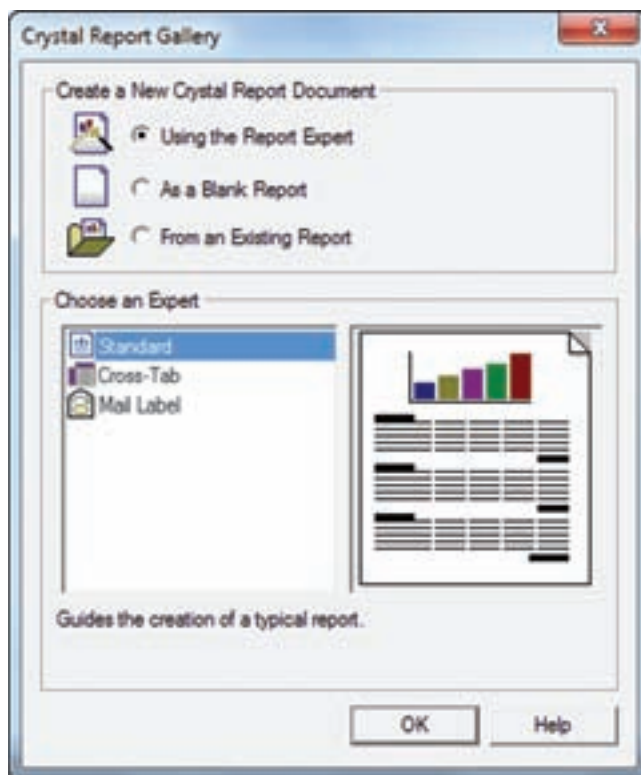 Crystal Report Gallery
Create a New Crystal Report Document
Using the Report Expert
As a Blank Report
From an Existing Report
Choose an Expert
Standard
Cross-Tab
Mail Label
Guides the creation of a typical report.
OK
Help